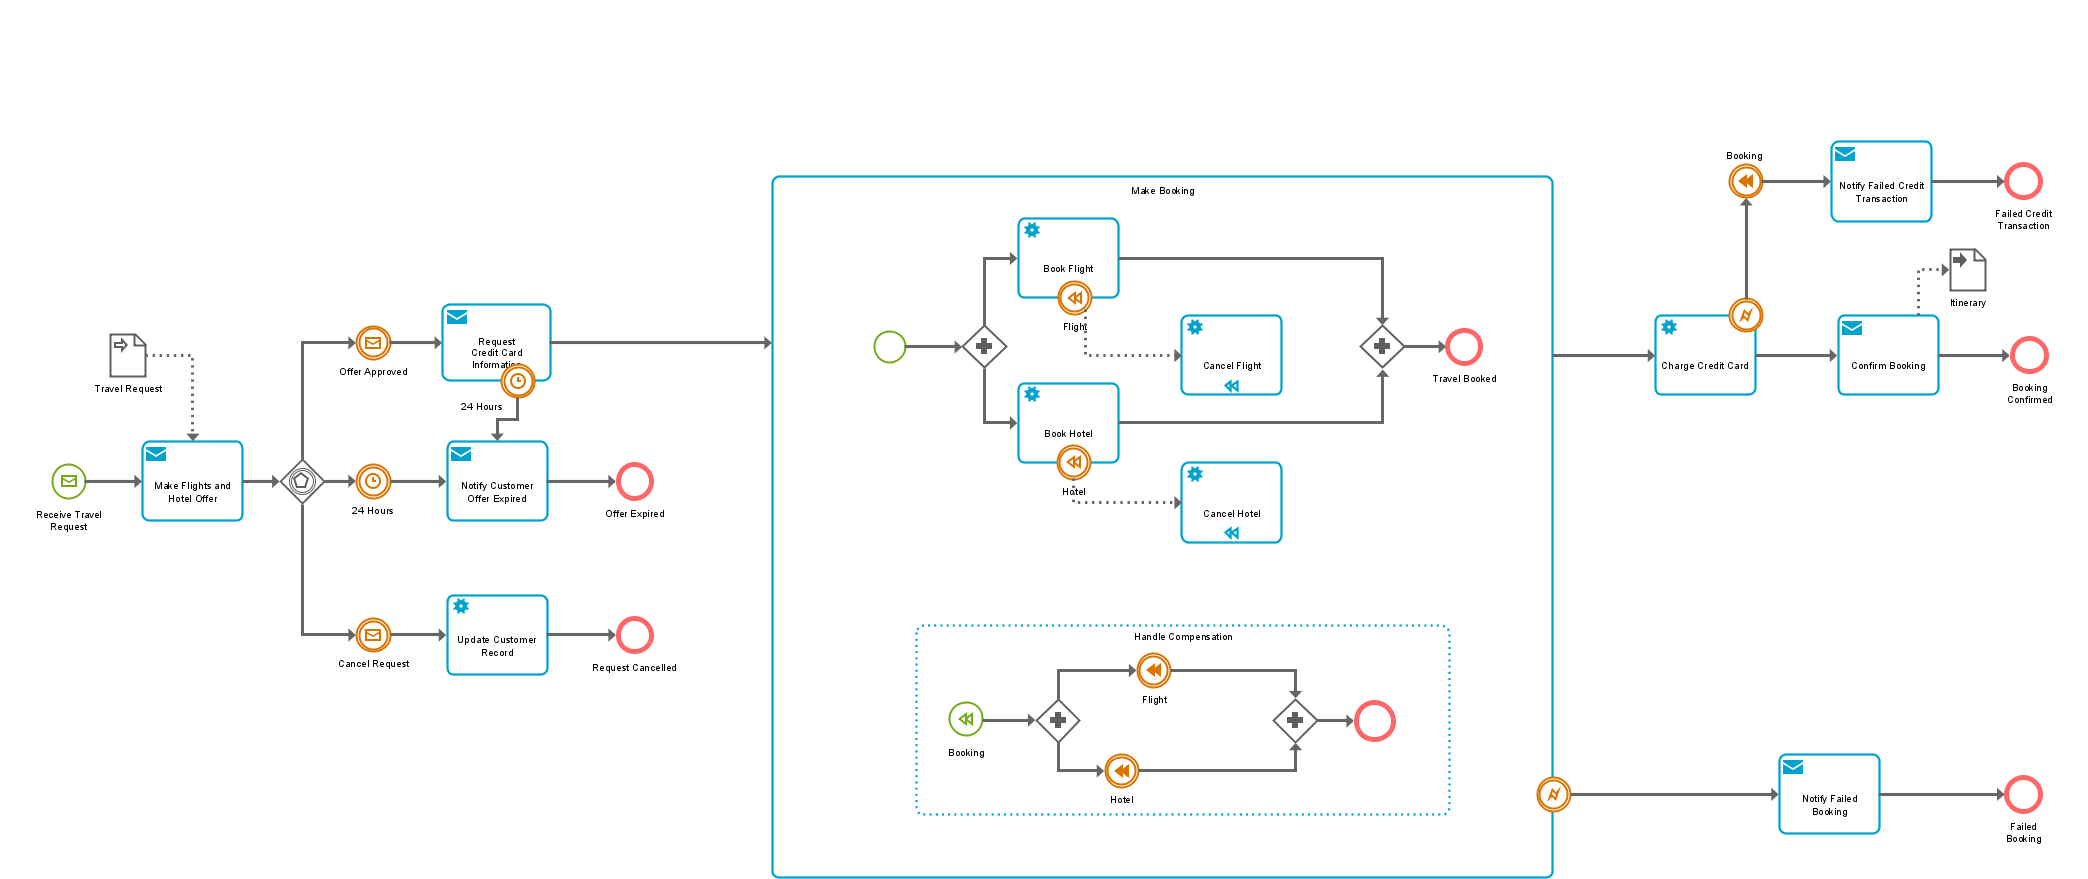 Booking
Notify Failed Credit
Transaction
Failed Credit
Transaction
Make Booking
Book Flight
Flight
Cancel Flight
Travel Booked
Book Hotel
Hotel
Cancel Hotel
Itinerary
Charge Credit Card
Confirm Booking
Booking
Confirmed
Travel Request
Offer Approved
Request
Credit Card
Information
24 Hours
Receive Travel
Request
Make Flights and
Hotel Offer
24 Hours
Notify Customer
Offer Expired
Offer Expired
Cancel Request
Update Customer
Record
Request Cancelled
Handle Compensation
Flight
Booking
Hotel
Notify Failed
Booking
Failed
Booking